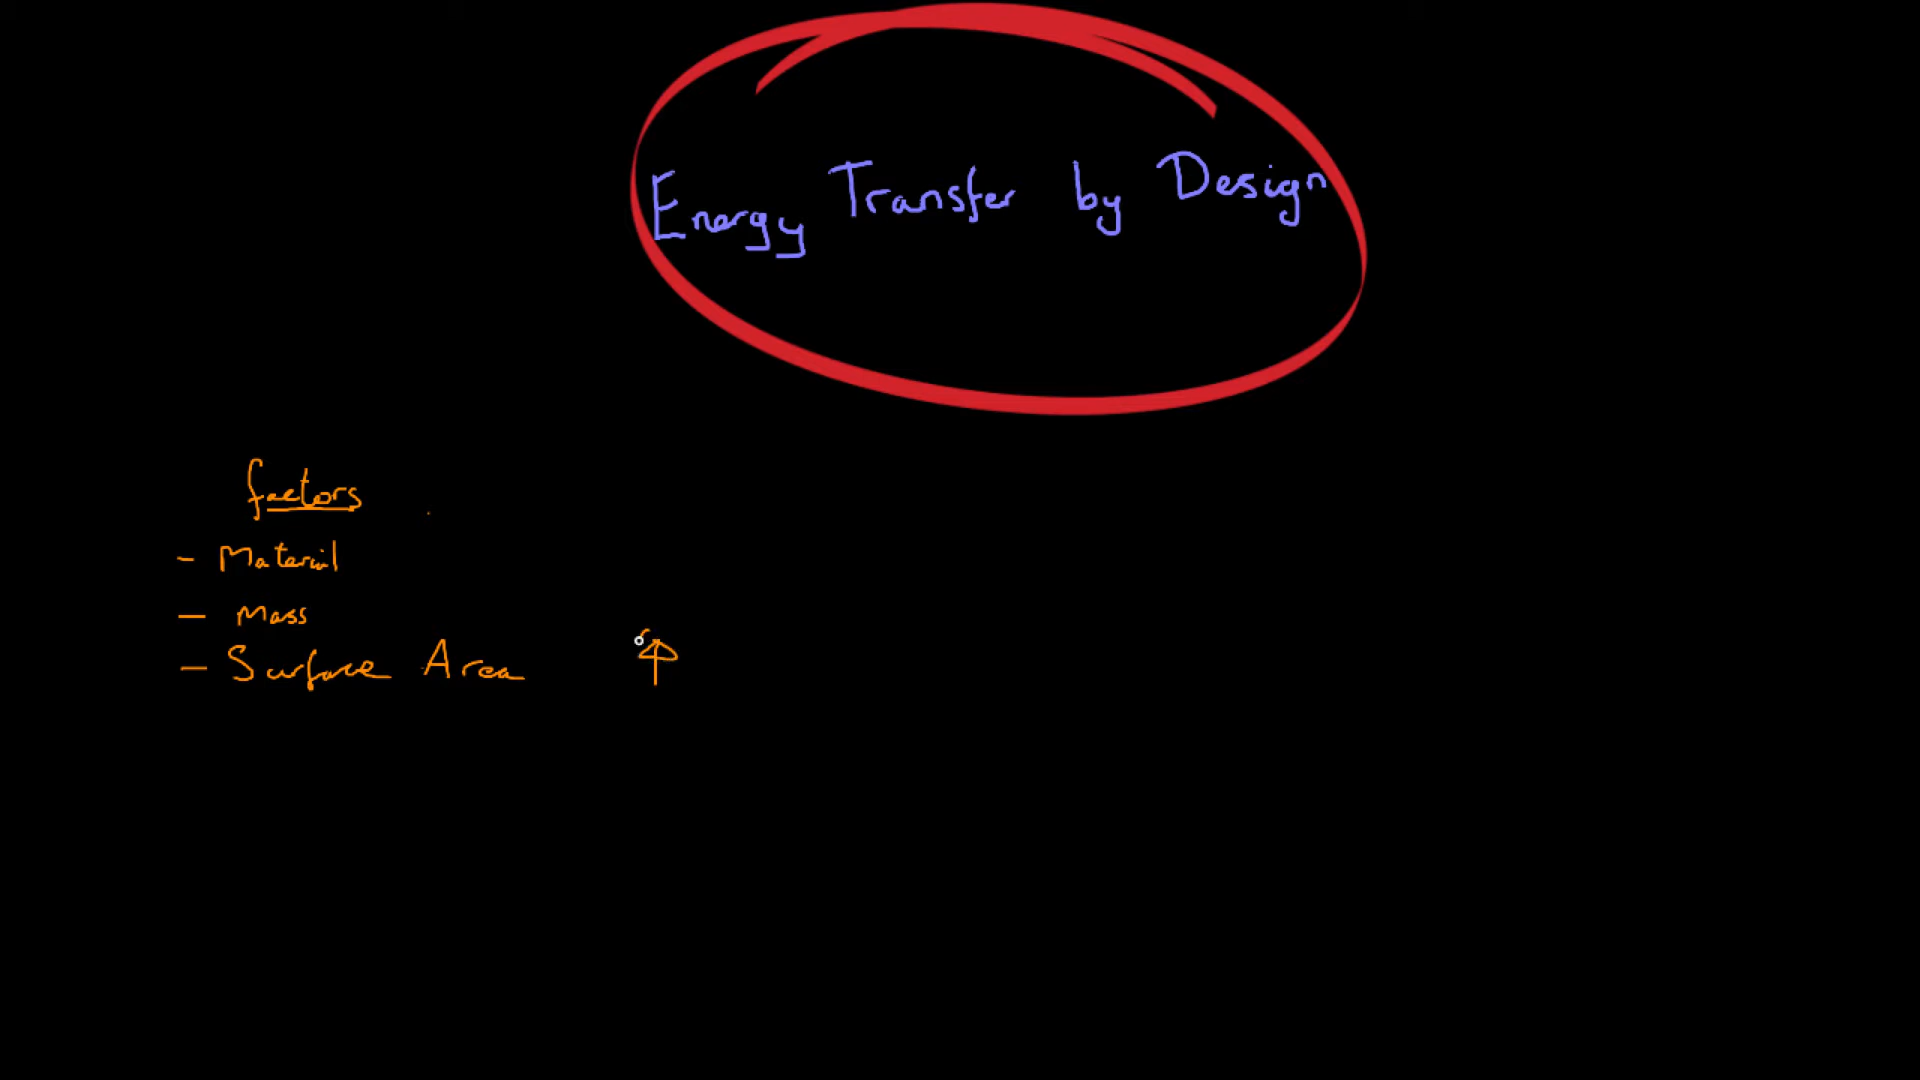 Energy Transfer by Design
factors
- Material
- Mass
- Surface Area ↑